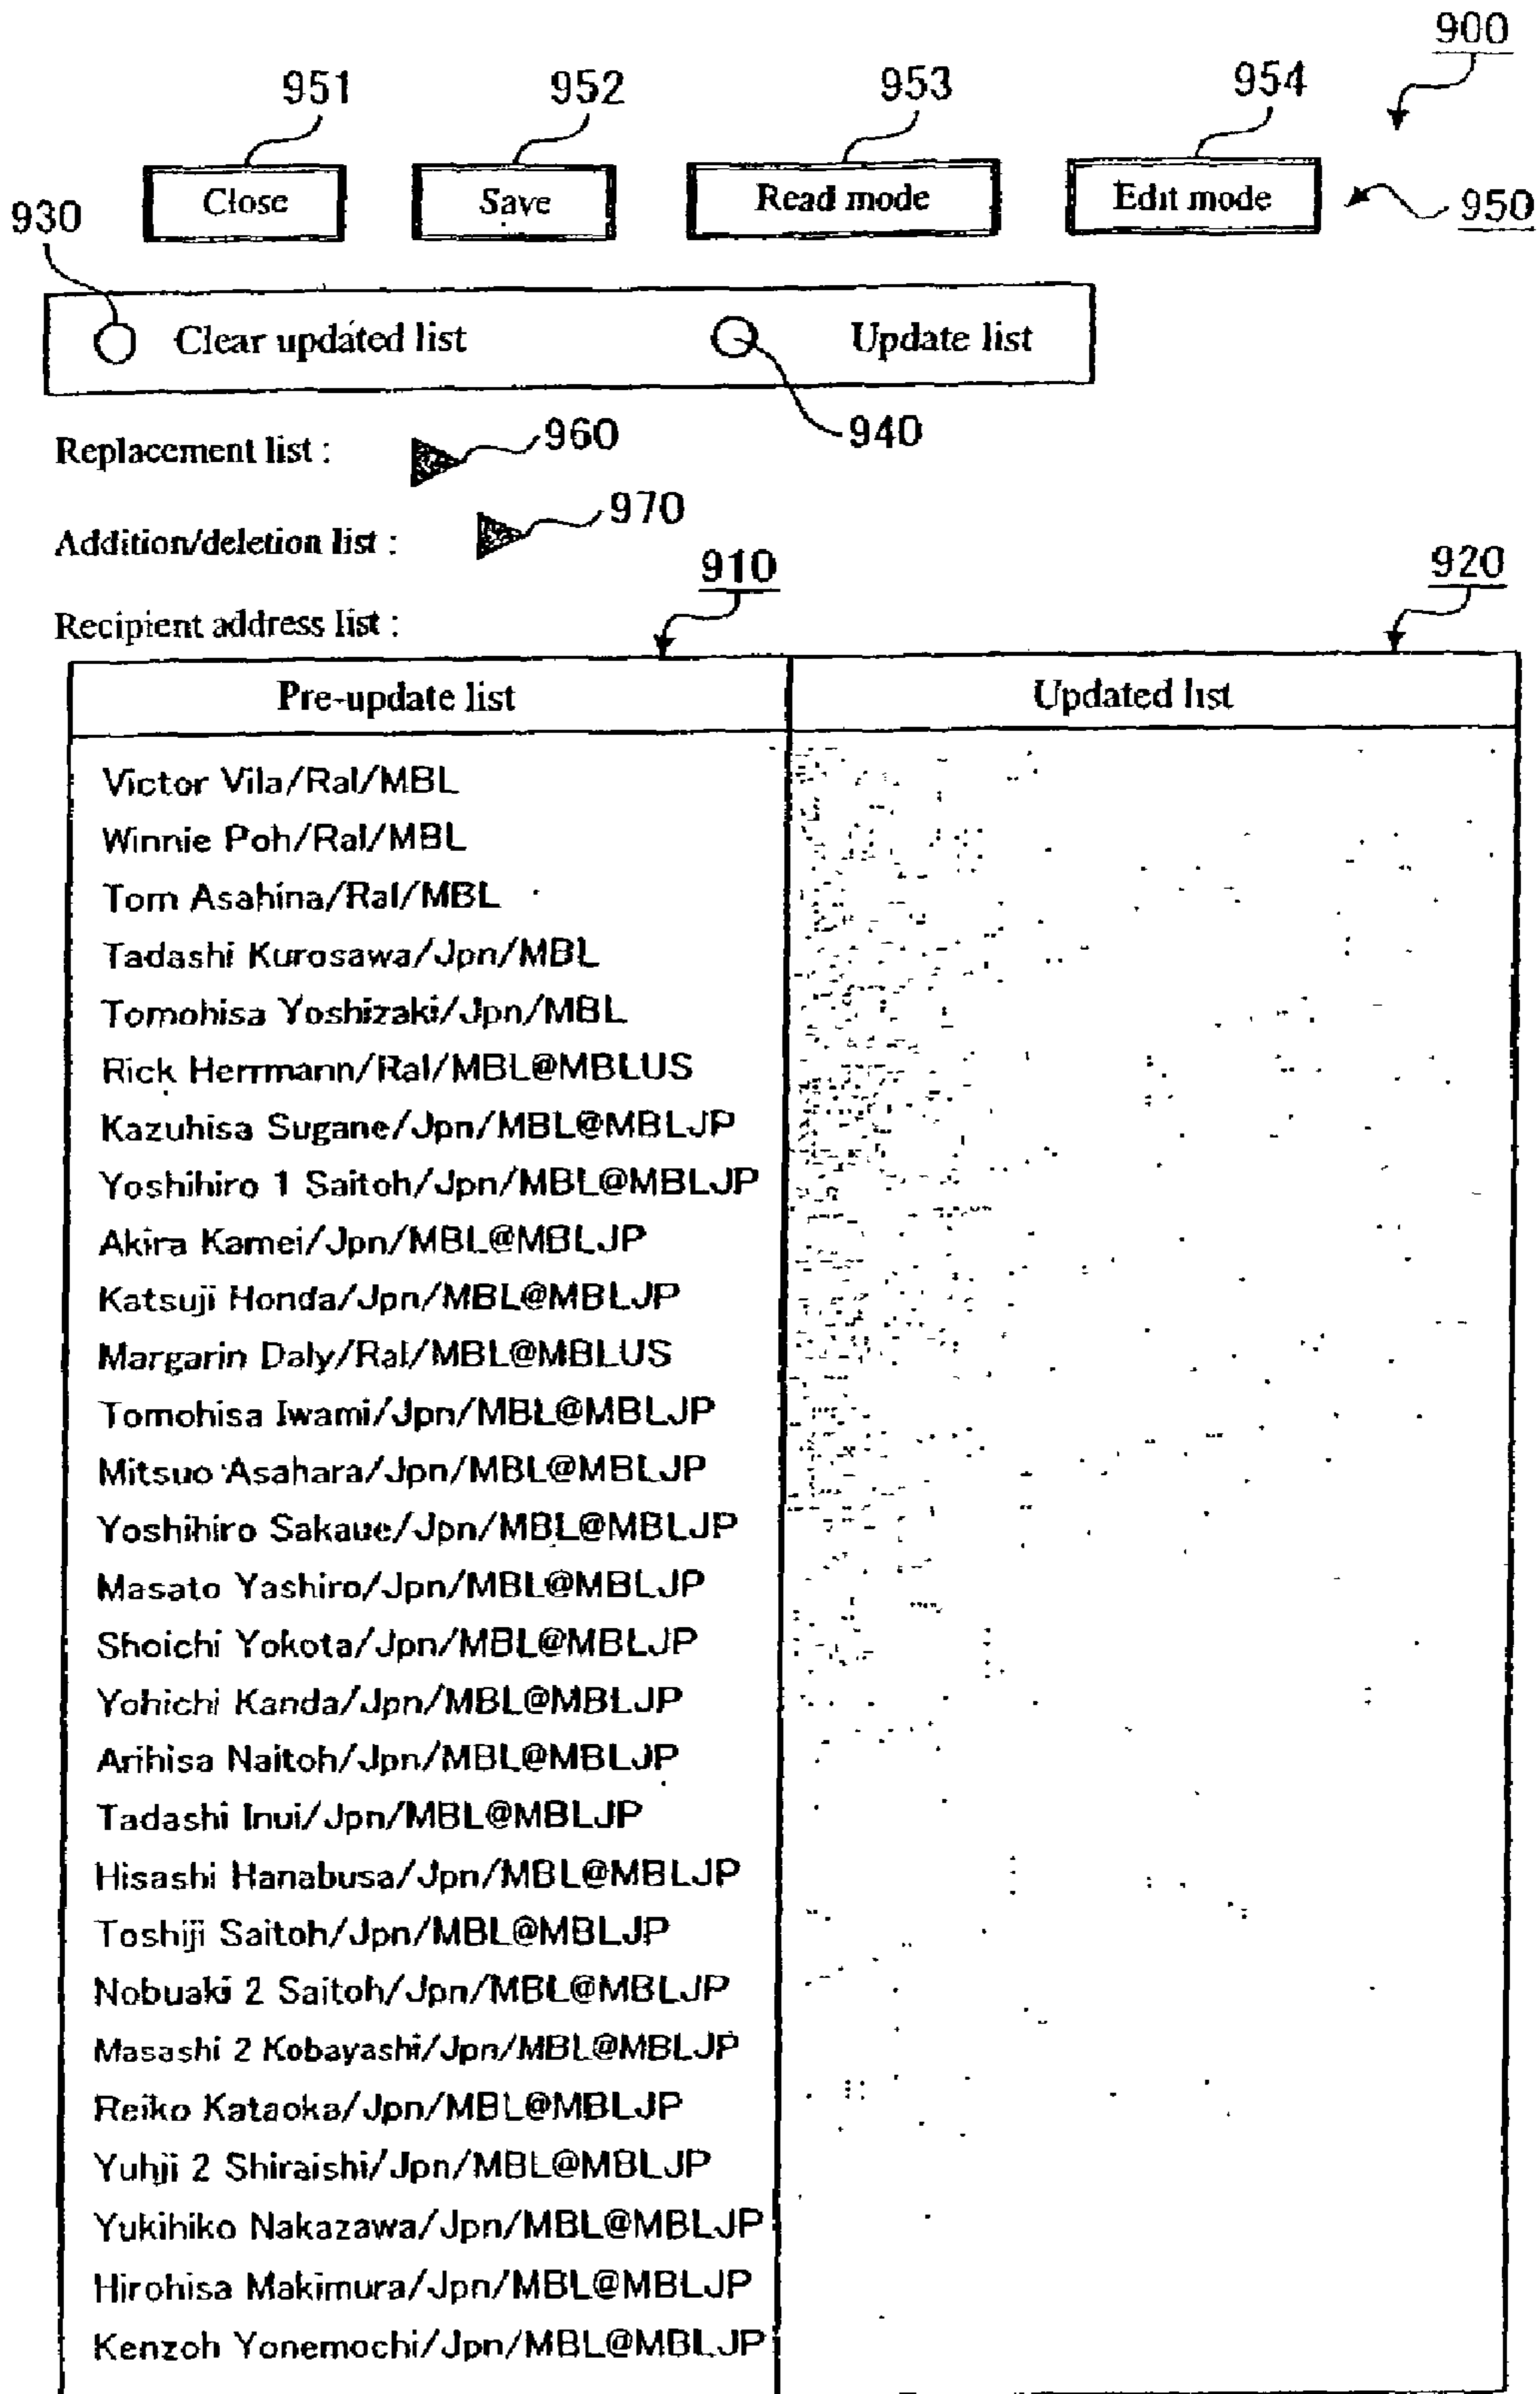 900
951 952 953 954
Close Save Read mode Edit mode
930 950
Clear updated list Update list
940
Replacement list : 960
Addition/deletion list : 970
910 920
Recipient address list :
Pre-update list Updated list
Victor Vila/Ral/MBL
Winnie Poh/Ral/MBL
Tom Asahina/Ral/MBL
Tadashi Kurosawa/Jpn/MBL
Tomohisa Yoshizaki/Jpn/MBL
Rick Herrmann/Ral/MBL@MBLUS
Kazuhisa Sugane/Jpn/MBL@MBLJP
Yoshihiro 1 Saitoh/Jpn/MBL@MBLJP
Akira Kamei/Jpn/MBL@MBLJP
Katsuji Honda/Jpn/MBL@MBLJP
Margarin Daly/Ral/MBL@MBLUS
Tomohisa Iwami/Jpn/MBL@MBLJP
Mitsuo Asahara/Jpn/MBL@MBLJP
Yoshihiro Sakaue/Jpn/MBL@MBLJP
Masato Yashiro/Jpn/MBL@MBLJP
Shoichi Yokota/Jpn/MBL@MBLJP
Yohichi Kanda/Jpn/MBL@MBLJP
Arihisa Naitoh/Jpn/MBL@MBLJP
Tadashi Inui/Jpn/MBL@MBLJP
Hisashi Hanabusa/Jpn/MBL@MBLJP
Toshiji Saitoh/Jpn/MBL@MBLJP
Nobuaki 2 Saitoh/Jpn/MBL@MBLJP
Masashi 2 Kobayashi/Jpn/MBL@MBLJP
Reiko Kataoka/Jpn/MBL@MBLJP
Yuhji 2 Shiraishi/Jpn/MBL@MBLJP
Yukihiko Nakazawa/Jpn/MBL@MBLJP
Hirohisa Makimura/Jpn/MBL@MBLJP
Kenzoh Yonemochi/Jpn/MBL@MBLJP